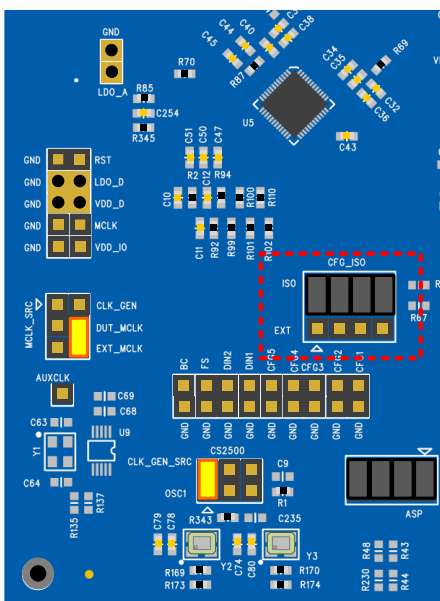 GND
LDO_A
R70
R85
C254
R345
C45
C44
C40
C38
R87
U5
C34
C35
R69
C32
C36
C43
GND RST
GND LDO_D
GND VDD_D
GND MCLK
GND VDD_IO
C51
C50
C47
R2
R94
C10
C12
R100
R110
C11
R92
R99
R101
R102
CFG_ISO
ISO
EXT
R67
MCLK_SRC
CLK_GEN
DUT_MCLK
EXT_MCLK
AUXCLK
C69
C68
C63
U9
Y1
C64
R135
R137
BC FS DIN2 DIN1 CFG5 CFG4 CFG3 CFG2 CFG1
GND GND GND GND GND GND GND GND
CS2500
CLK_GEN_SRC
OSC1
C9
R1
ASP
C79
C78
R343
C235
Y2
C74
C80
Y3
R169
R173
R170
R174
R48
R43
R230
R44